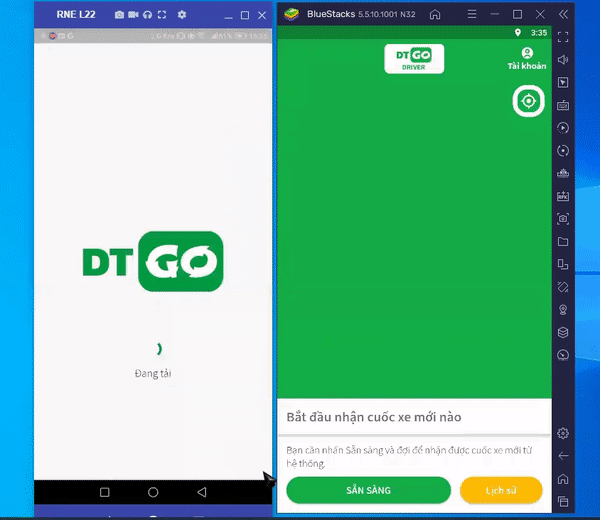 RNE L22
DT GO
Đang tải
BlueStacks 5.5.10.1001 N32
3:35
DT GO
DRIVER
Tài khoản
Bắt đầu nhận cuốc xe mới nào
Bạn cần nhấn Sẵn sàng và đợi để nhận được cuốc xe mới từ
hệ thống.
SẴN SÀNG
Lịch sử